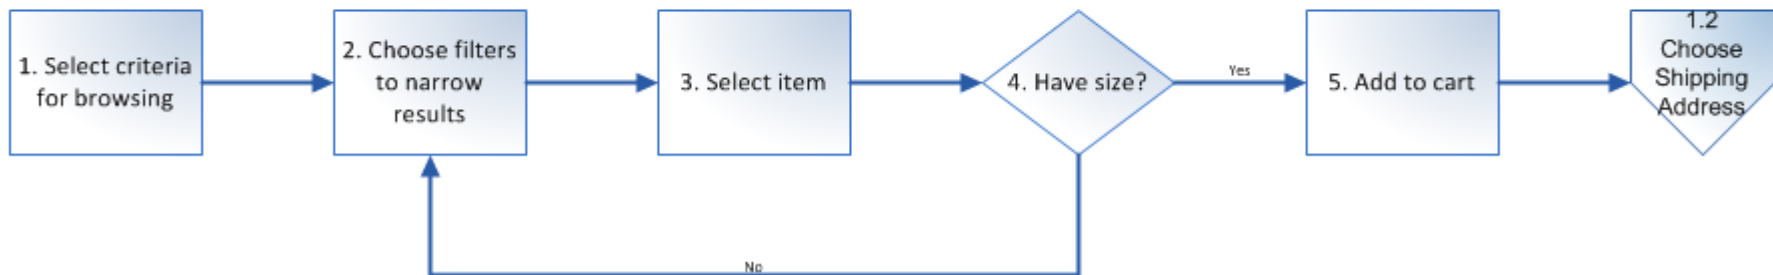 1. Select criteria
for browsing
2. Choose filters
to narrow
results
3. Select item
4. Have size?
Yes
5. Add to cart
1.2
Choose
Shipping
Address
No